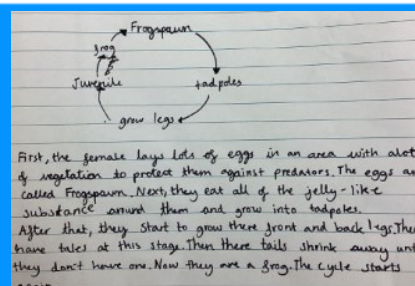 Frogspawn
frog
Juvenile
tadpoles
grow legs
First, the female lays lots of eggs in an area with alot
of vegetation to protect them against predators. The eggs are
called Frogspawn. Next, they eat all of the jelly-like
substance around them and grow into tadpoles.
After that, they start to grow there front and back legs. They
have tales at this stage. Then there tails shrink away unt
they don't have one. Now they are a frog. The cycle starts
again